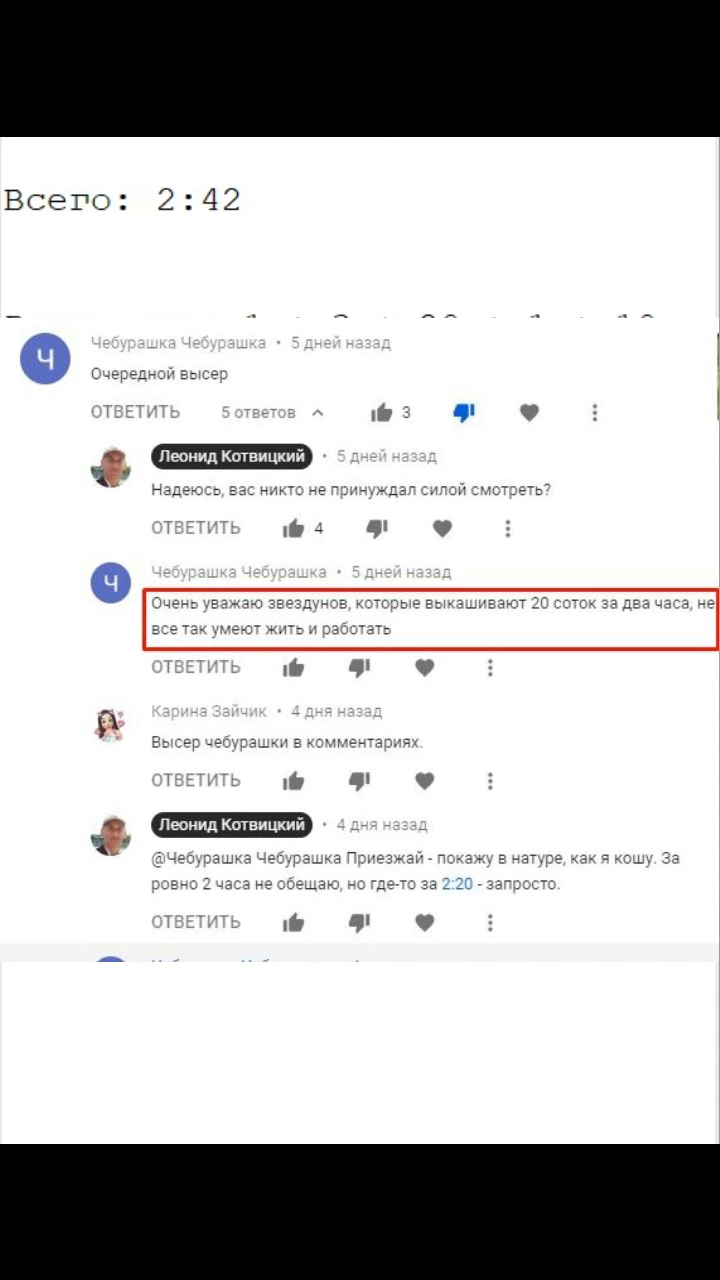 Всего: 2:42
Чебурашка Чебурашка • 5 дней назад
Ч
Очередной высер
ОТВЕТИТЬ 5 ответов 3
Леонид Котвицкий • 5 дней назад
Надеюсь, вас никто не принуждал силой смотреть?
ОТВЕТИТЬ 4
Чебурашка Чебурашка • 5 дней назад
Ч
Очень уважаю звездунов, которые выкашивают 20 соток за два часа, не
все так умеют жить и работать
ОТВЕТИТЬ
Карина Зайчик • 4 дня назад
Высер чебурашки в комментариях.
ОТВЕТИТЬ
Леонид Котвицкий • 4 дня назад
@Чебурашка Чебурашка Приезжай - покажу в натуре, как я кошу. За
ровно 2 часа не обещаю, но где-то за 2:20 - запросто.
ОТВЕТИТЬ